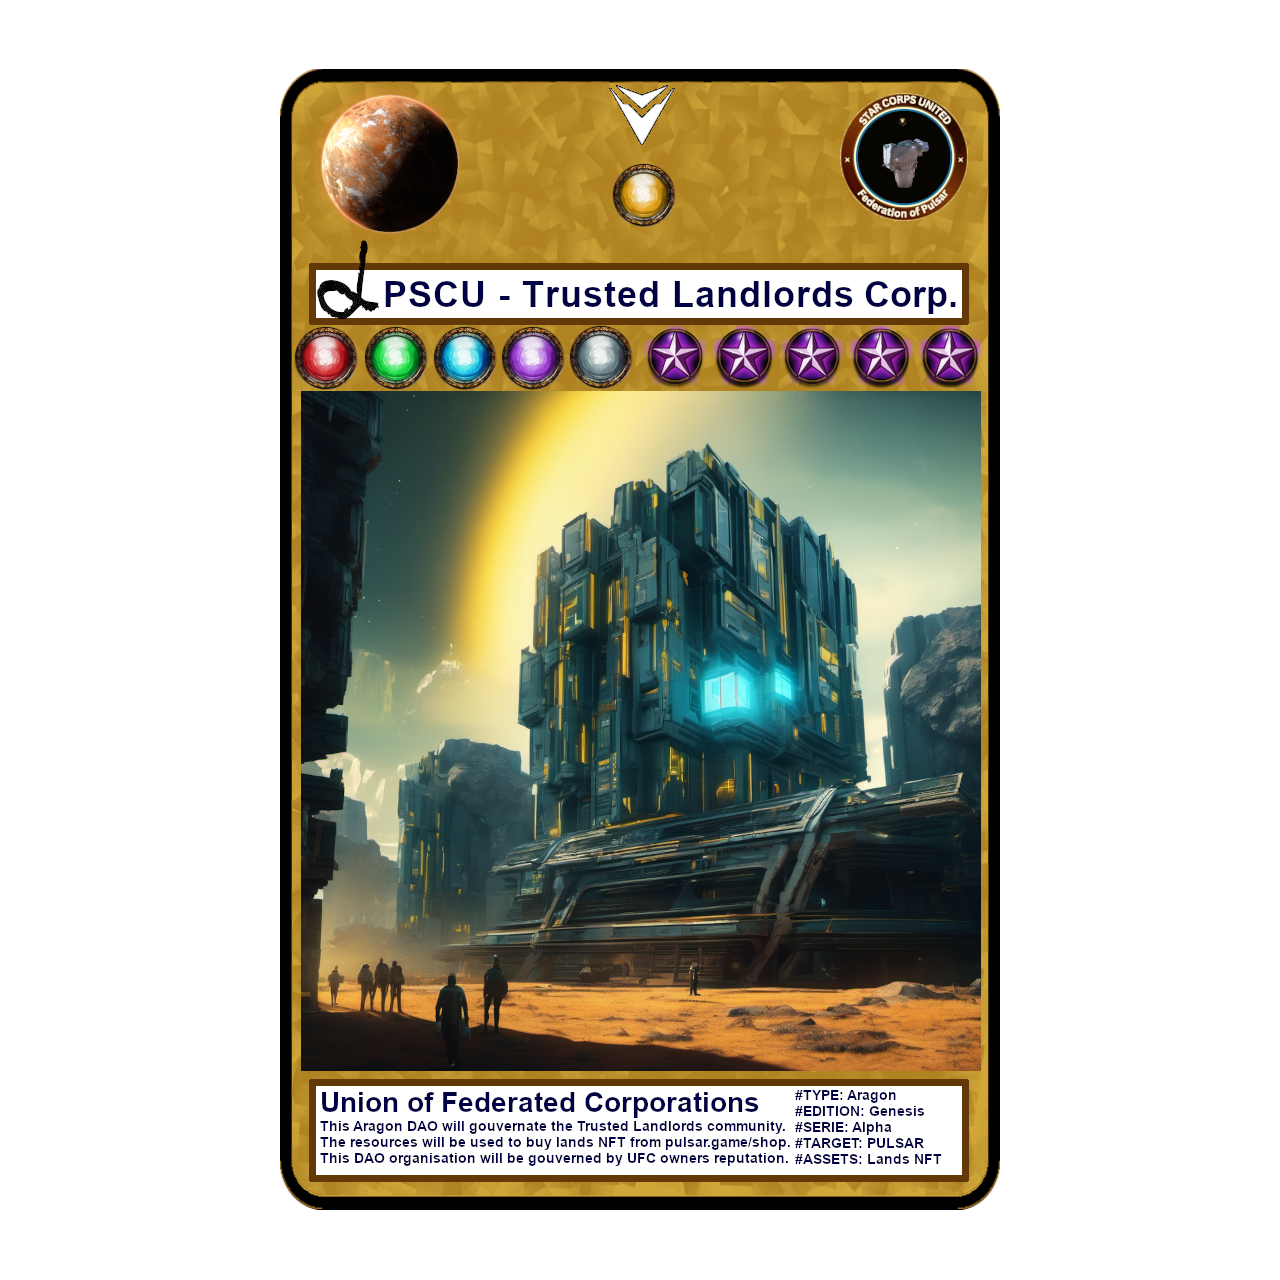 STAR CORPS UNITED
Federation of Pulsar
α PSCU - Trusted Landlords Corp.
Union of Federated Corporations
This Aragon DAO will gouvernate the Trusted Landlords community.
The resources will be used to buy lands NFT from pulsar.game/shop.
This DAO organisation will be gouverned by UFC owners reputation.
#TYPE: Aragon
#EDITION: Genesis
#SERIE: Alpha
#TARGET: PULSAR
#ASSETS: Lands NFT